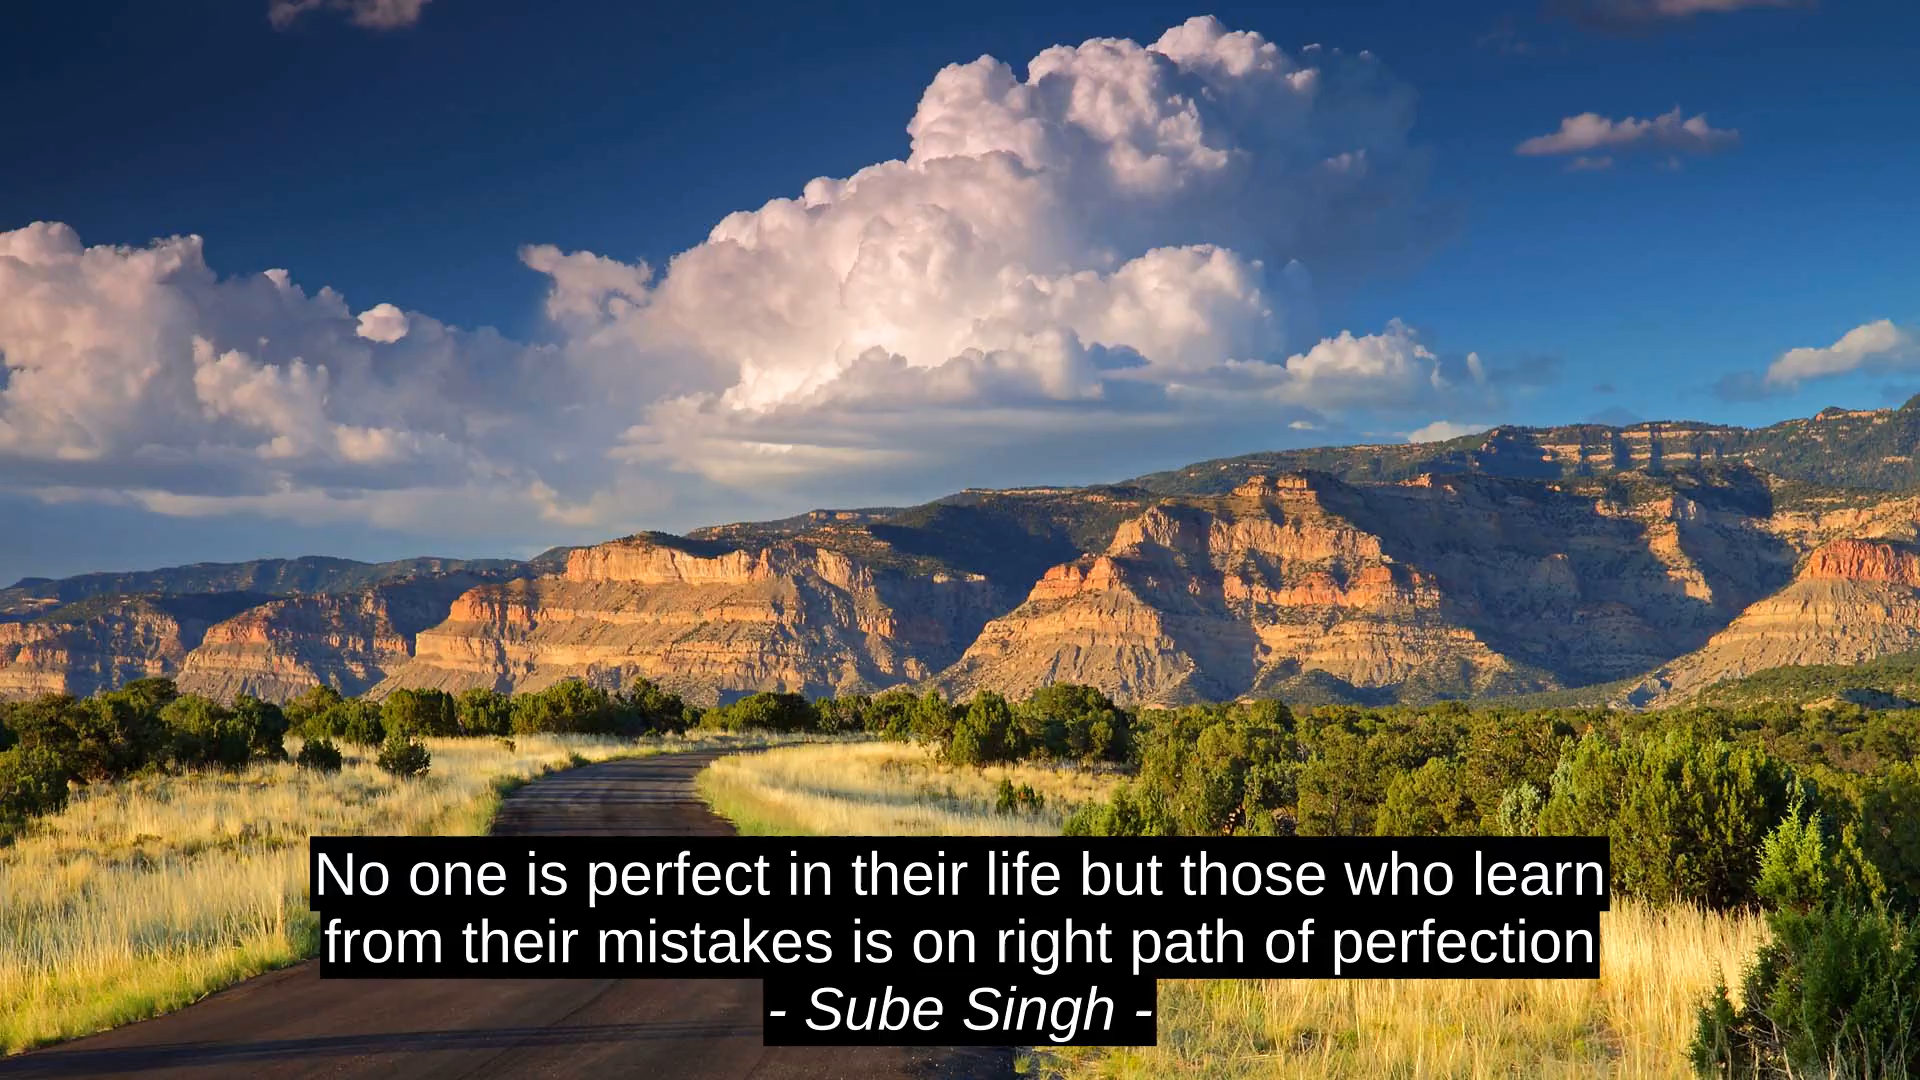 No one is perfect in their life but those who learn
from their mistakes is on right path of perfection
- Sube Singh -